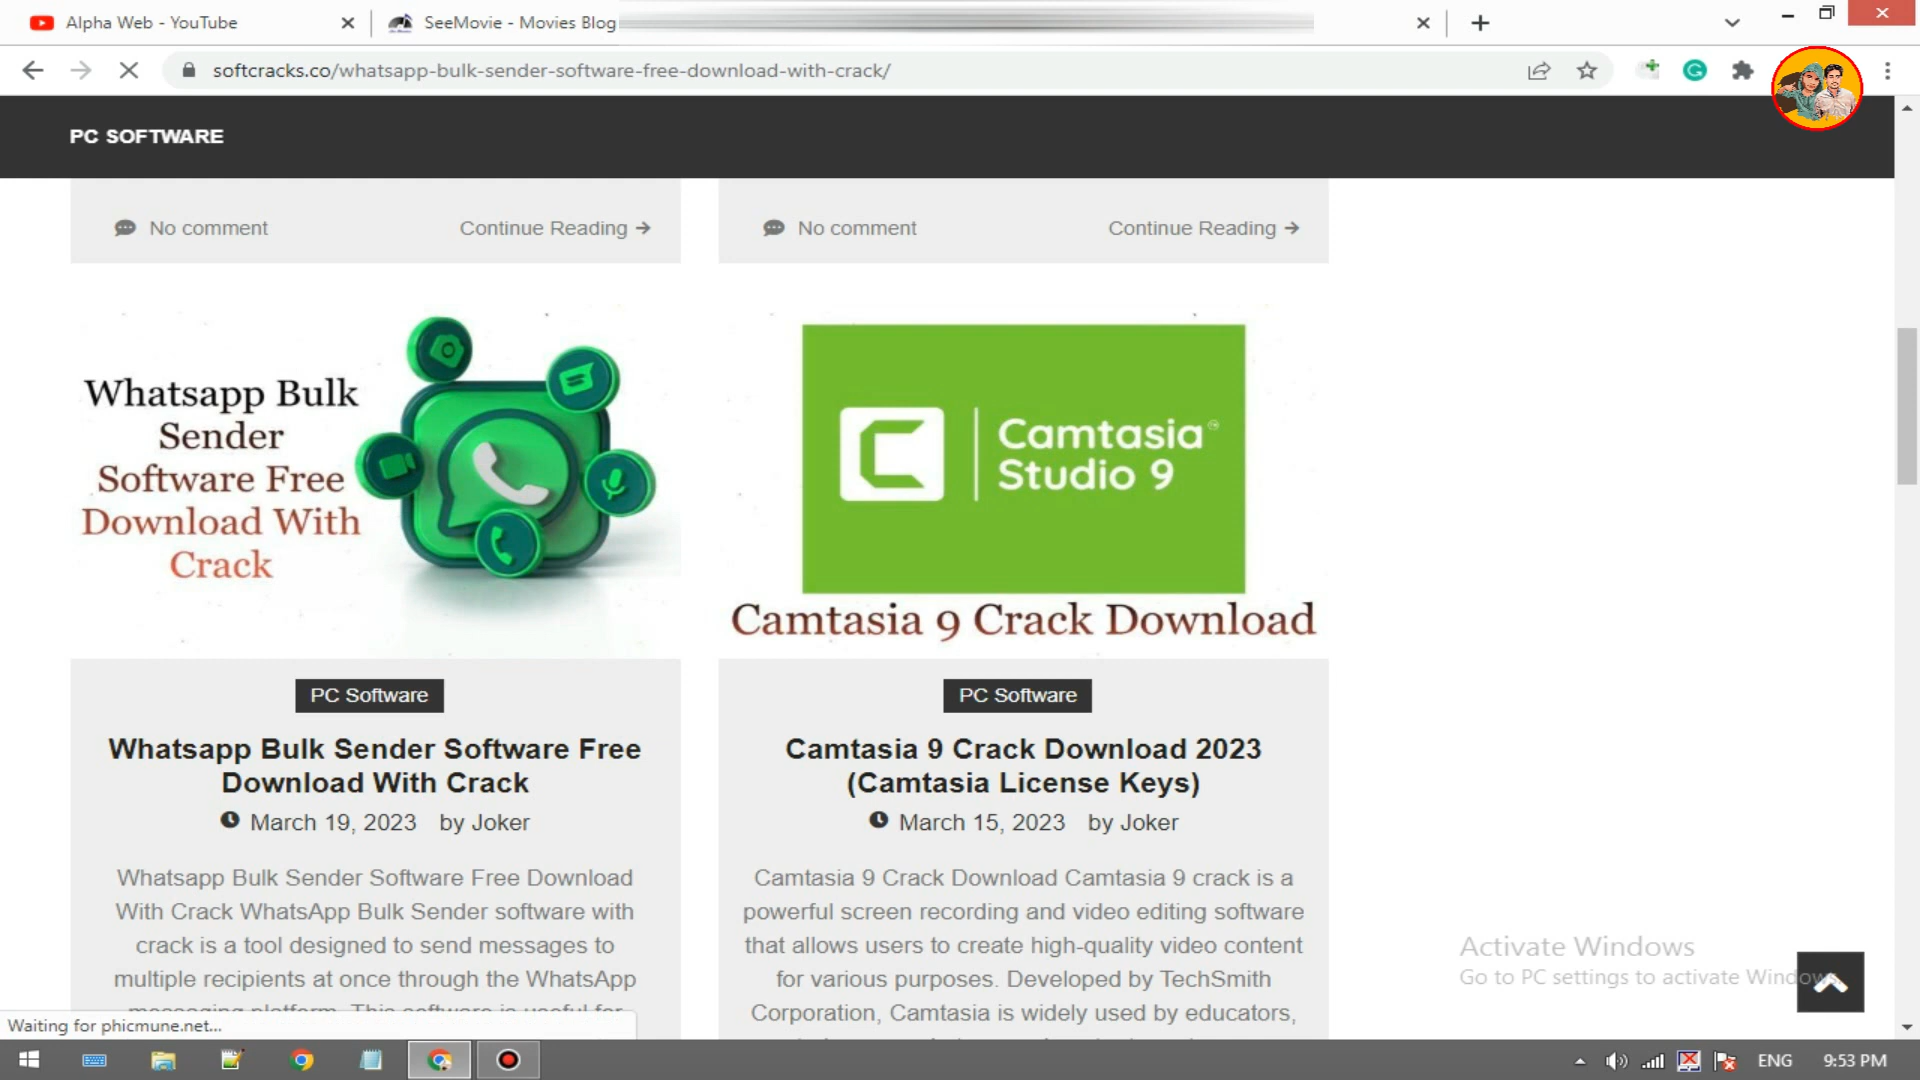 Alpha Web - YouTube
SeeMovie - Movies Blog
softcracks.co/whatsapp-bulk-sender-software-free-download-with-crack/
PC SOFTWARE
No comment
Continue Reading
No comment
Continue Reading
Whatsapp Bulk
Sender
Software Free
Download With
Crack
Camtasia
Studio 9
Camtasia 9 Crack Download
PC Software
Whatsapp Bulk Sender Software Free
Download With Crack
March 19, 2023 by Joker
Whatsapp Bulk Sender Software Free Download
With Crack WhatsApp Bulk Sender software with
crack is a tool designed to send messages to
multiple recipients at once through the WhatsApp
messaging platform. This software is useful for
PC Software
Camtasia 9 Crack Download 2023
(Camtasia License Keys)
March 15, 2023 by Joker
Camtasia 9 Crack Download Camtasia 9 crack is a
powerful screen recording and video editing software
that allows users to create high-quality video content
for various purposes. Developed by TechSmith
Corporation, Camtasia is widely used by educators,
Activate Windows
Go to PC settings to activate Windows
Waiting for phicmune.net...
ENG
9:53 PM